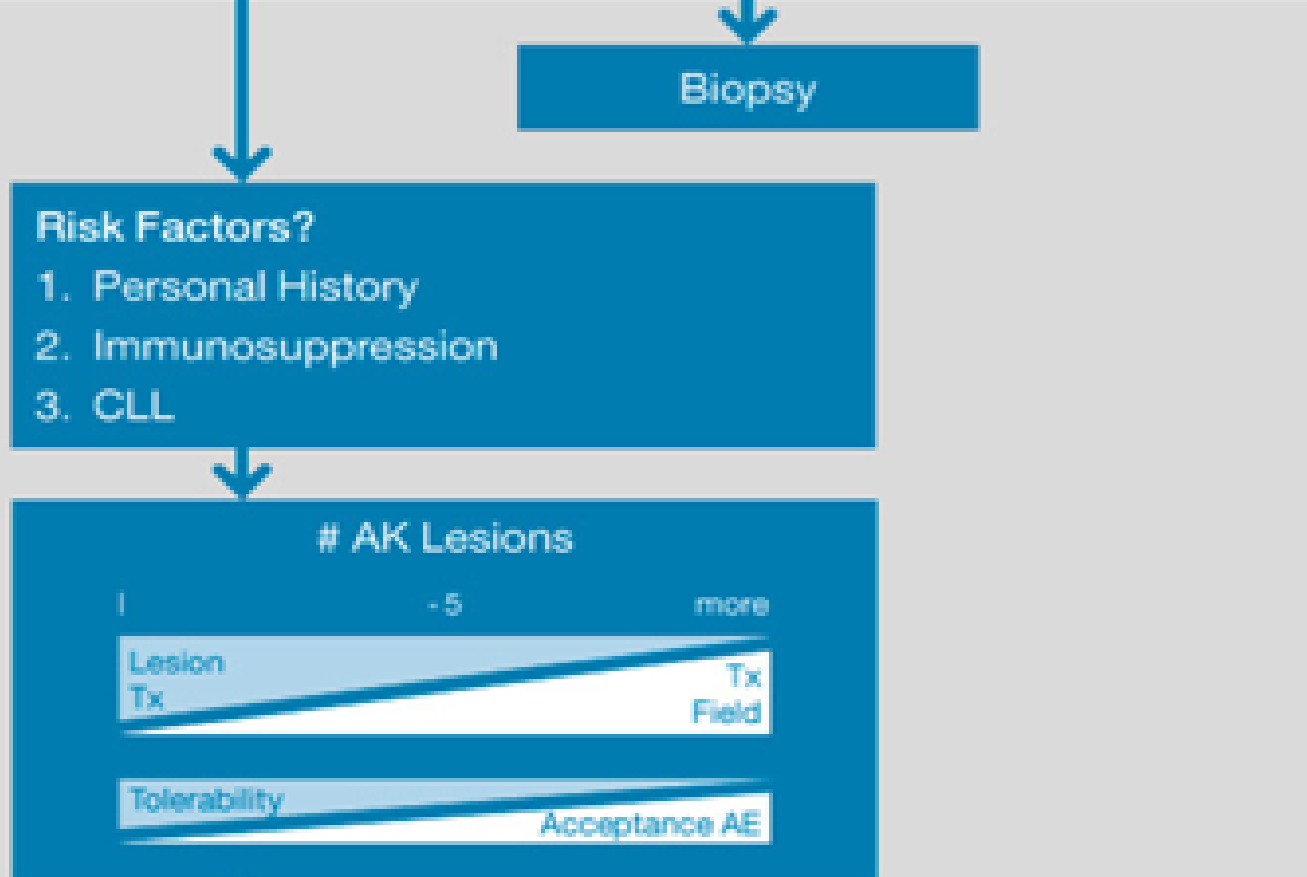 Biopsy
Risk Factors?
1. Personal History
2. Immunosuppression
3. CLL
# AK Lesions
I - 5 more
Lesion
Tx
Tx
Field
Tolerability
Acceptance AE